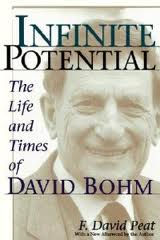 INFINITE
POTENTIAL
The
Life and
Times
of
DAVID BOHM
F. David Peat
With a New Afterword by the Author